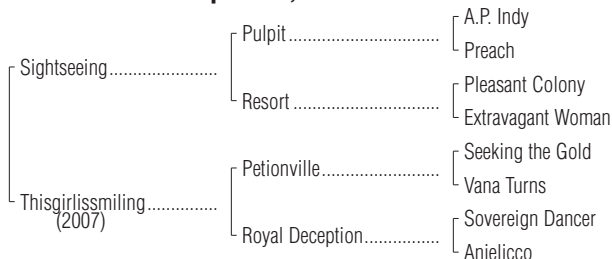 Sightseeing......................
Thisgirlissmiling..............
(2007)
Pulpit..............................
Resort..............................
Petionville........................
Royal Deception...............
A.P. Indy
Preach
Pleasant Colony
Extravagant Woman
Seeking the Gold
Vana Turns
Sovereign Dancer
Anjelicco